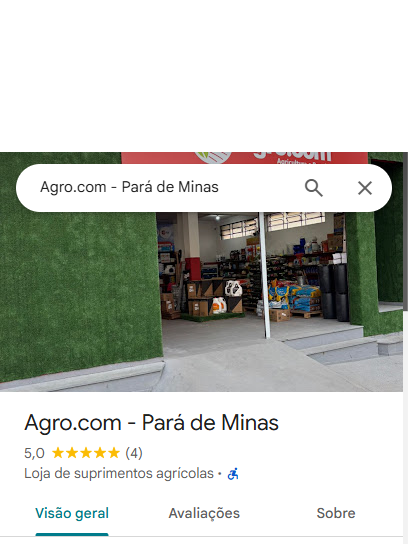 Agro.com - Pará de Minas
Agro.com - Pará de Minas
5,0 ★★★★★ (4)
Loja de suprimentos agrícolas ·
Visão geral
Avaliações
Sobre